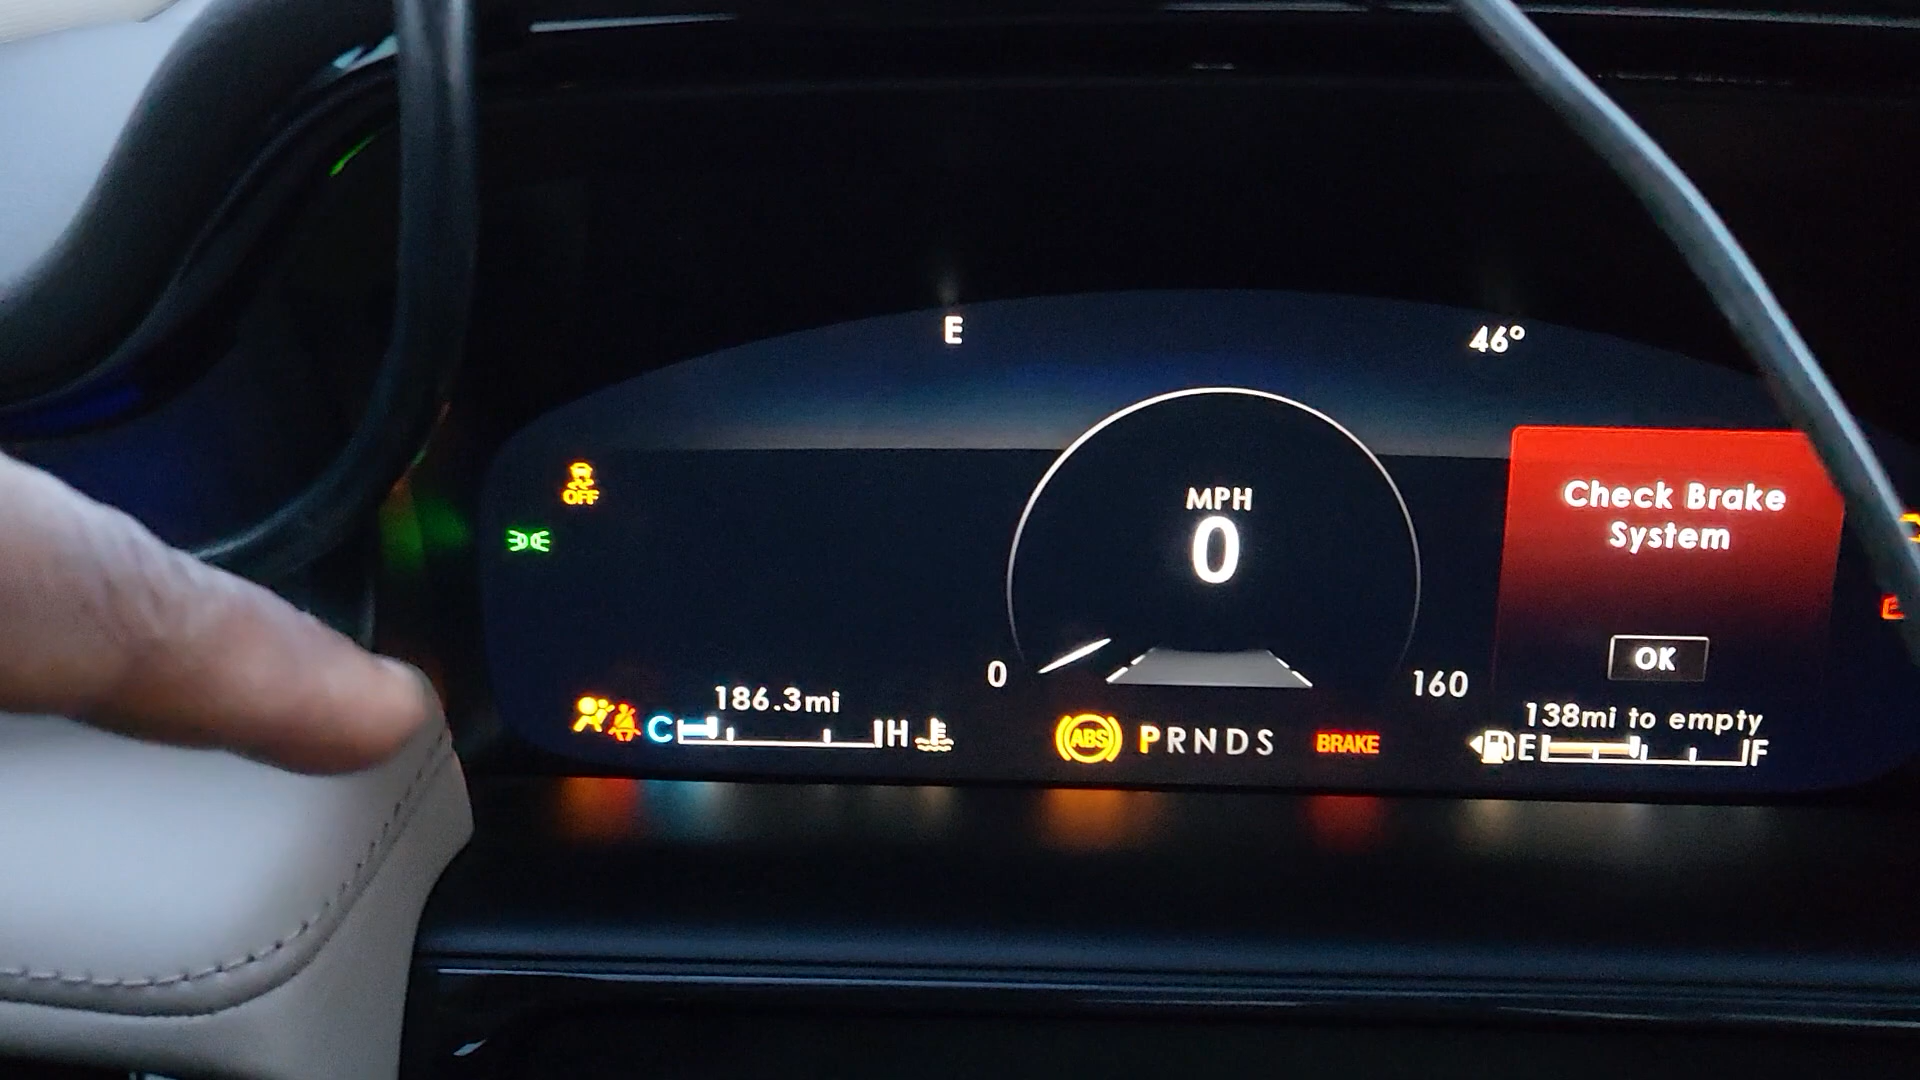 E
46°
OFF
MPH
0
Check Brake
System
OK
0
160
186.3mi
C H
ABS
PRNDS
BRAKE
138mi to empty
E F